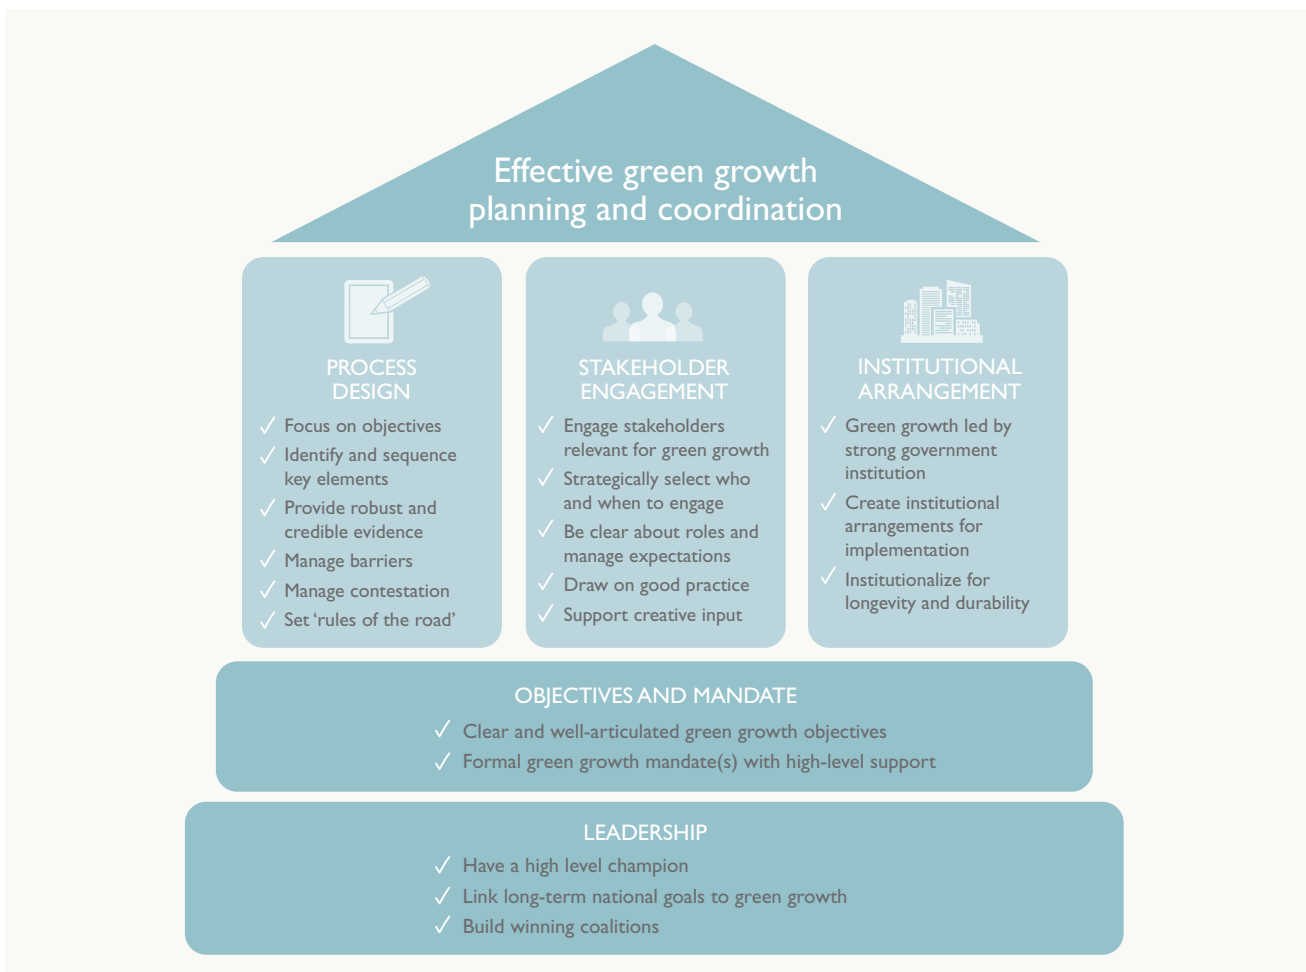 Effective green growth
planning and coordination
PROCESS
DESIGN
✓ Focus on objectives
✓ Identify and sequence
key elements
✓ Provide robust and
credible evidence
✓ Manage barriers
✓ Manage contestation
✓ Set ‘rules of the road’
STAKEHOLDER
ENGAGEMENT
✓ Engage stakeholders
relevant for green growth
✓ Strategically select who
and when to engage
✓ Be clear about roles and
manage expectations
✓ Draw on good practice
✓ Support creative input
INSTITUTIONAL
ARRANGEMENT
✓ Green growth led by
strong government
institution
✓ Create institutional
arrangements for
implementation
✓ Institutionalize for
longevity and durability
OBJECTIVES AND MANDATE
✓ Clear and well-articulated green growth objectives
✓ Formal green growth mandate(s) with high-level support
LEADERSHIP
✓ Have a high level champion
✓ Link long-term national goals to green growth
✓ Build winning coalitions